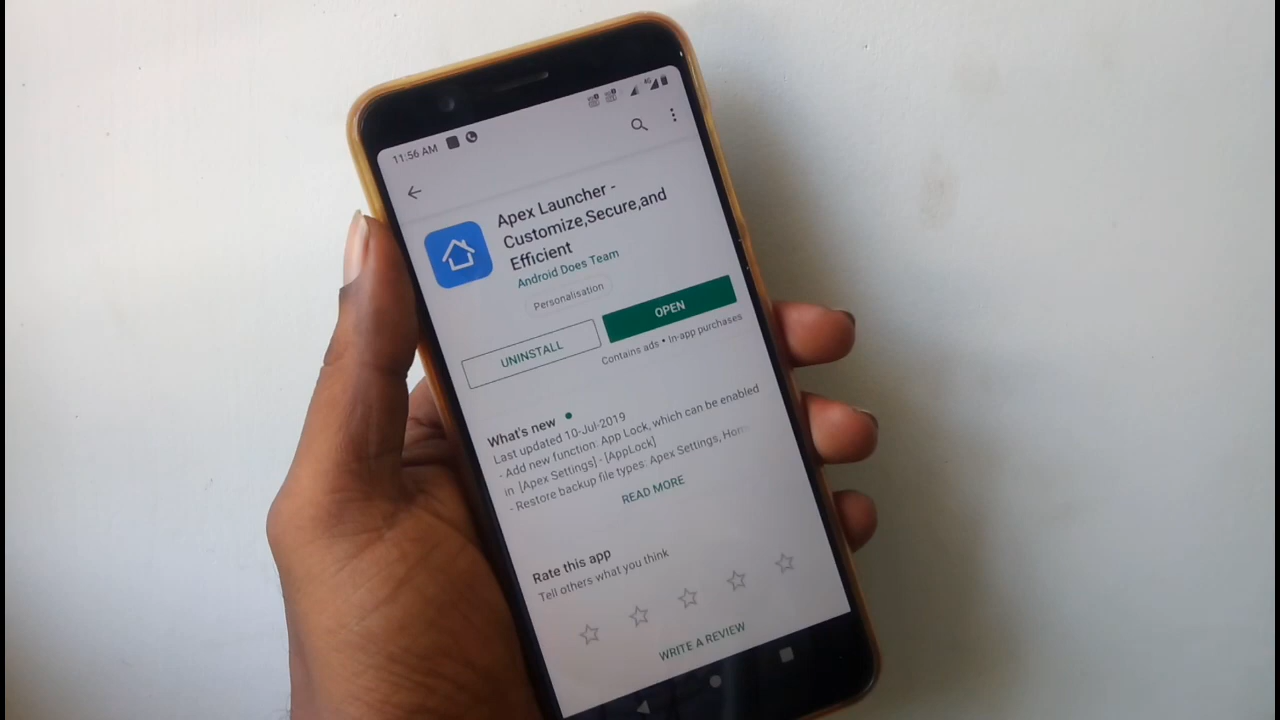 11:56 AM
4G
Apex Launcher -
Customize,Secure,and
Efficient
Android Does Team
Personalisation
UNINSTALL
OPEN
Contains ads • In-app purchases
What's new
Last updated 10-Jul-2019
- Add new function: App Lock, which can be enabled
in [Apex Settings] - [AppLock]
- Restore backup file types: Apex Settings, Hom
READ MORE
Rate this app
Tell others what you think
WRITE A REVIEW